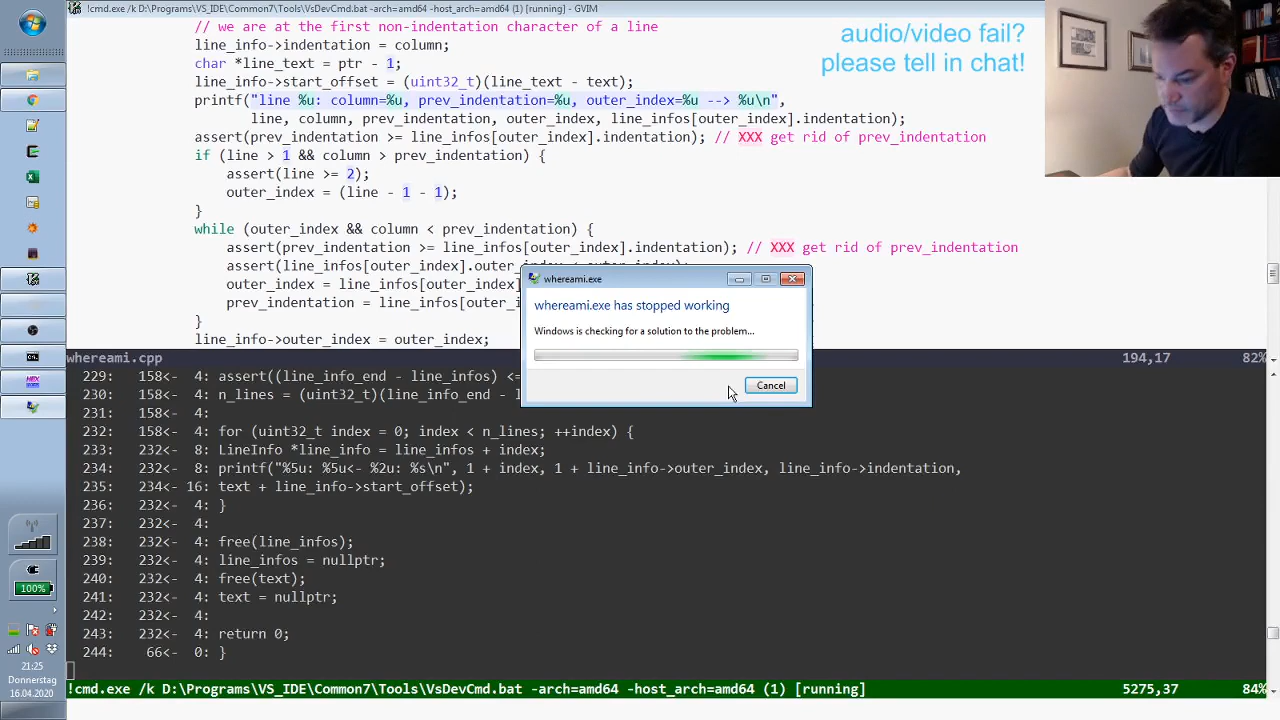 !cmd.exe /k D:\Programs\VS_IDE\Common7\Tools\VsDevCmd.bat -arch=amd64 -host_arch=amd64 (1) [running] - GVIM
audio/video fail?
please tell in chat!
// we are at the first non-indentation character of a line
line_info->indentation = column;
char *line_text = ptr - 1;
line_info->start_offset = (uint32_t)(line_text - text);
printf("line %u: column=%u, prev_indentation=%u, outer_index=%u --> %u\n",
line, column, prev_indentation, outer_index, line_infos[outer_index].indentation);
assert(prev_indentation >= line_infos[outer_index].indentation); // XXX get rid of prev_indentation
if (line > 1 && column > prev_indentation) {
assert(line >= 2);
outer_index = (line - 1 - 1);
}
while (outer_index && column < prev_indentation) {
assert(prev_indentation >= line_infos[outer_index].indentation); // XXX get rid of prev_indentation
assert(line_infos[outer_index].outer_index < outer_index);
outer_index = line_infos[outer_index]
prev_indentation = line_infos[outer_
}
line_info->outer_index = outer_index;
whereami.exe
whereami.exe has stopped working
Windows is checking for a solution to the problem...
Cancel
whereami.cpp 194,17 82%
229: 158<- 4: assert((line_info_end - line_infos) <=
230: 158<- 4: n_lines = (uint32_t)(line_info_end - l
231: 158<- 4:
232: 158<- 4: for (uint32_t index = 0; index < n_lines; ++index) {
233: 232<- 8: LineInfo *line_info = line_infos + index;
234: 232<- 8: printf("%5u: %5u<- %2u: %s\n", 1 + index, 1 + line_info->outer_index, line_info->indentation,
235: 234<- 16: text + line_info->start_offset);
236: 232<- 4: }
237: 232<- 4:
238: 232<- 4: free(line_infos);
239: 232<- 4: line_infos = nullptr;
240: 232<- 4: free(text);
241: 232<- 4: text = nullptr;
242: 232<- 4:
243: 232<- 4: return 0;
244: 66<- 0: }
!cmd.exe /k D:\Programs\VS_IDE\Common7\Tools\VsDevCmd.bat -arch=amd64 -host_arch=amd64 (1) [running] 5275,37 84%
100%
21:25
Donnerstag
16.04.2020